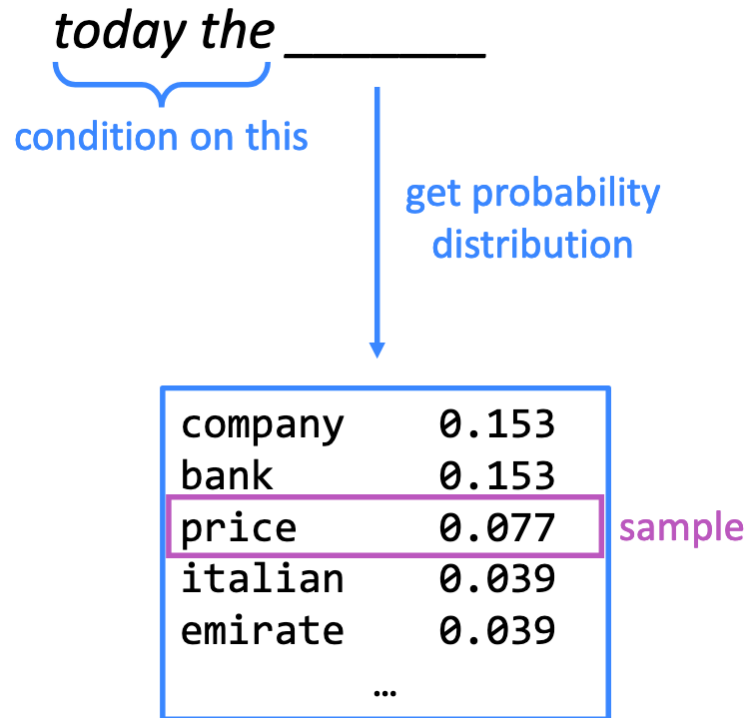 today the _______
condition on this
get probability
distribution
company 0.153
bank 0.153
price 0.077
sample
italian 0.039
emirate 0.039
…